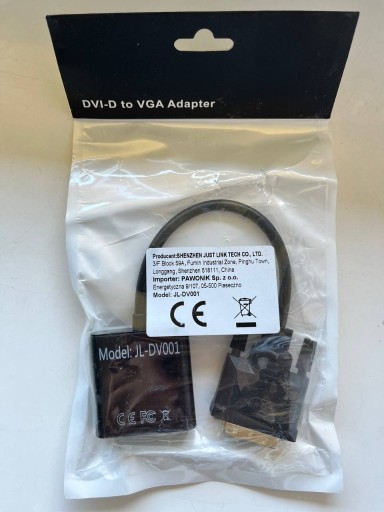 DVI-D to VGA Adapter
Producent:SHENZHEN JUST LINK TECH CO., LTD.
3/F Block 59A, Fumin Industrial Zone, Pinghu Town,
Longgang, Shenzhen 518111, China
Importer: PAWONIK Sp. z o.o.
Energetyczna 9/107, 05-500 Piaseczno
Model: JL-DV001
CE
Model: JL-DV001
CE FC